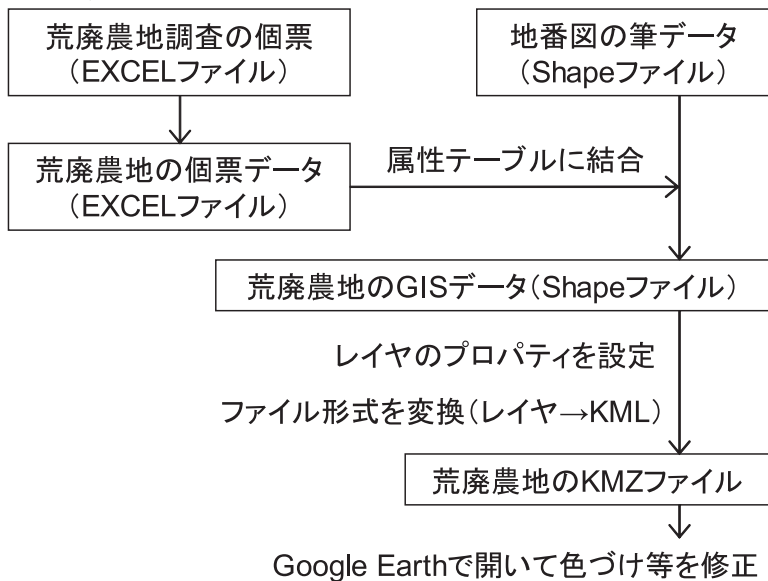 荒廃農地調査の個票
（EXCELファイル）
地番図の筆データ
（Shapeファイル）
荒廃農地の個票データ
（EXCELファイル）
属性テーブルに結合
荒廃農地のGISデータ（Shapeファイル）
レイヤのプロパティを設定
ファイル形式を変換（レイヤ→KML）
荒廃農地のKMZファイル
Google Earthで開いて色づけ等を修正